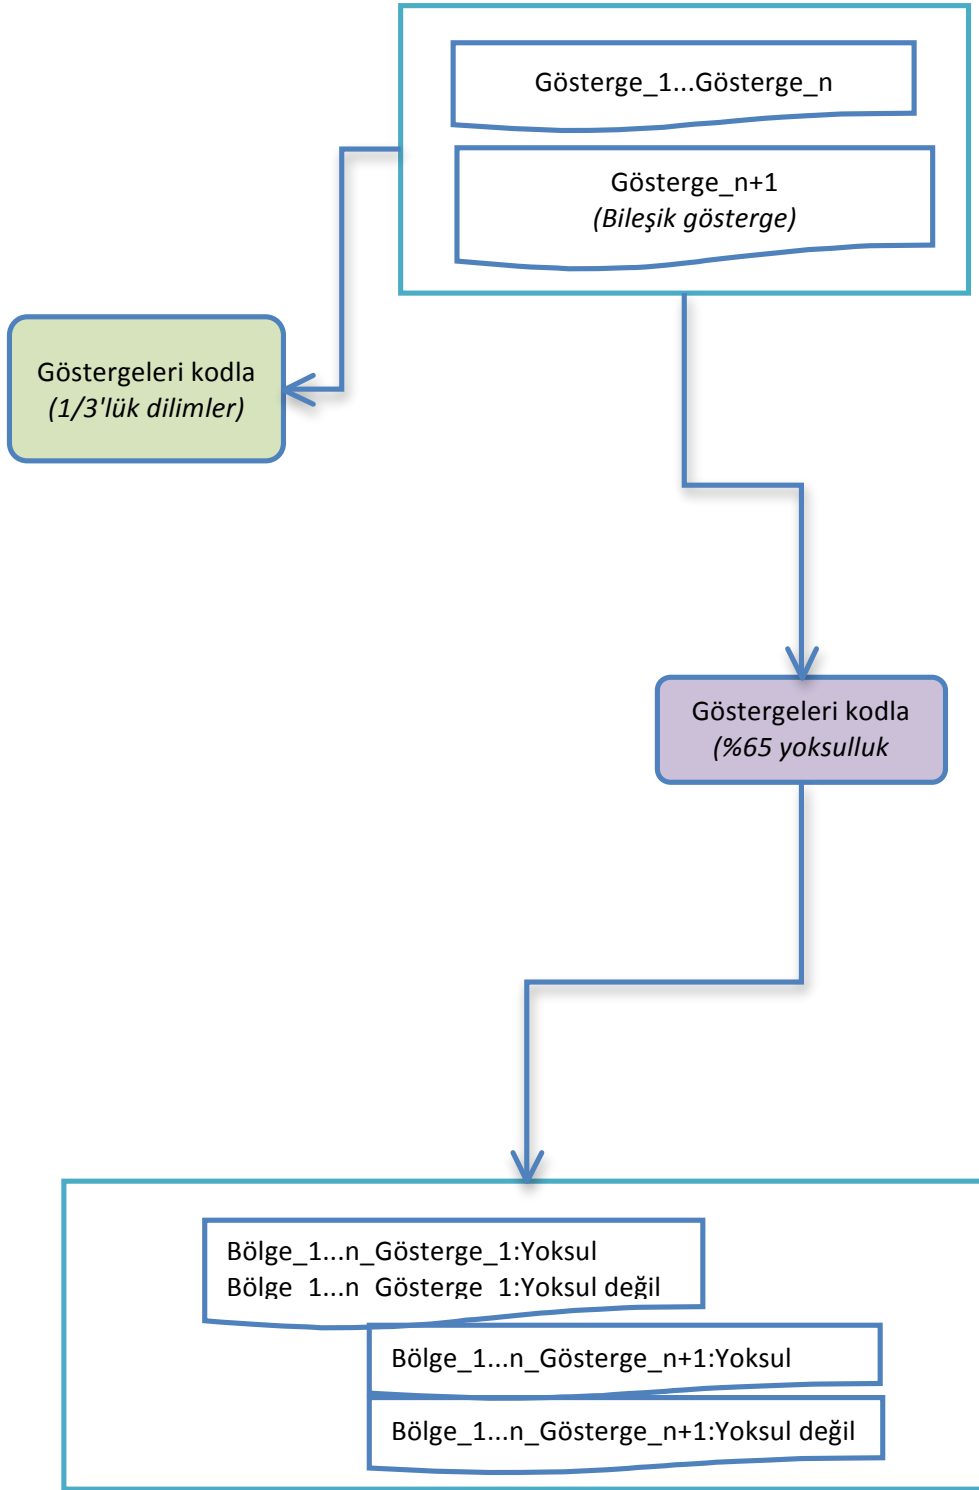 Gösterge_1...Gösterge_n
Gösterge_n+1
(Bileşik gösterge)
Göstergeleri kodla
(1/3'lük dilimler)
Göstergeleri kodla
(%65 yoksulluk
Bölge_1...n_Gösterge_1:Yoksul
Bölge_1...n_Gösterge_1:Yoksul değil
Bölge_1...n_Gösterge_n+1:Yoksul
Bölge_1...n_Gösterge_n+1:Yoksul değil